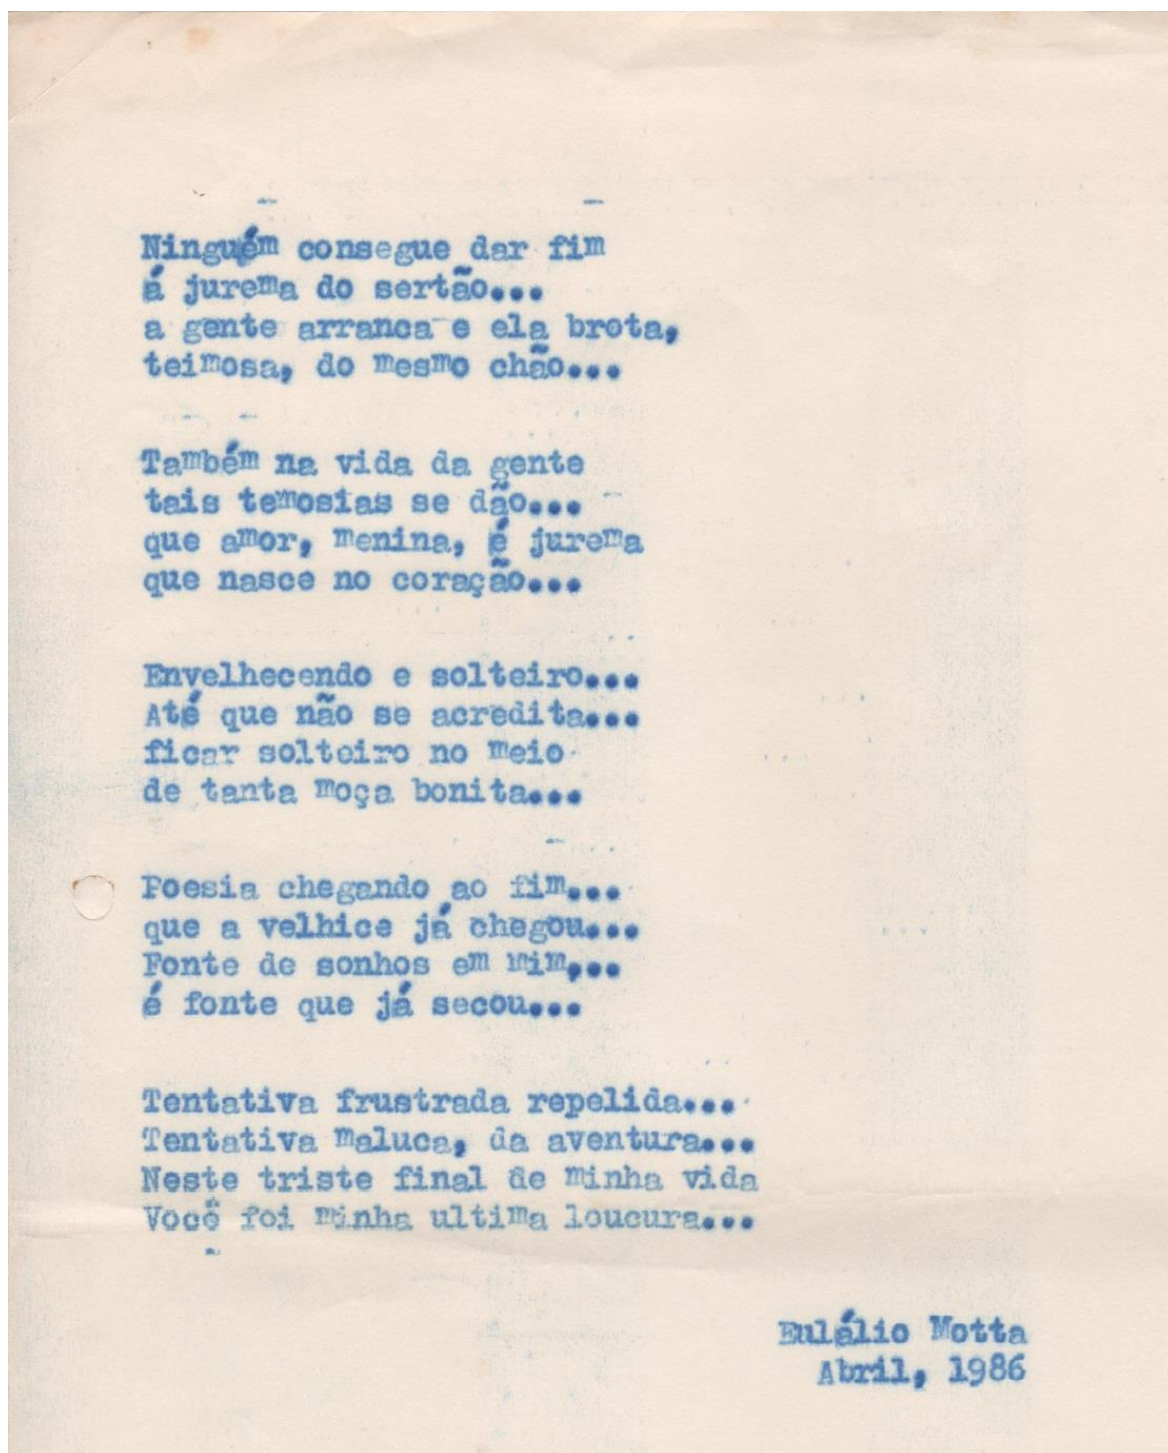 Ninguém consegue dar fim
á jurema do sertão...
a gente arranca e ela brota,
teimosa, do mesmo chão...
Também na vida da gente
tais temosias se dão...
que amor, menina, é jurema
que nasce no coração...
Envelhecendo e solteiro...
Até que não se acredita...
ficar solteiro no meio
de tanta moça bonita...
Poesia chegando ao fim...
que a velhice já chegou...
Fonte de sonhos em mim,..
é fonte que já secou...
Tentativa frustrada repelida...
Tentativa maluca, da aventura...
Neste triste final de minha vida
Você foi minha ultima loucura...
Eulálio Motta
Abril, 1986